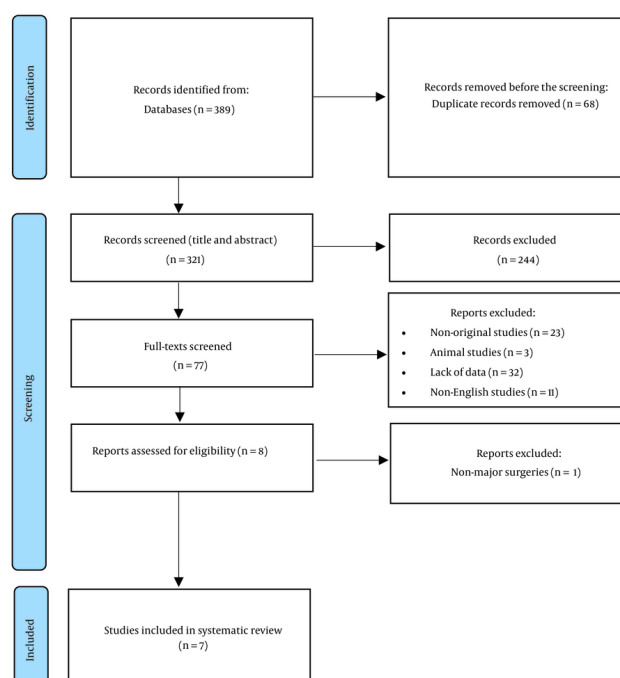 Identification
Records identified from:
Databases (n = 389)
Records removed before the screening:
Duplicate records removed (n = 68)
Screening
Records screened (title and abstract)
(n = 321)
Records excluded
(n = 244)
Full-texts screened
(n = 77)
Reports excluded:
• Non-original studies (n = 23)
• Animal studies (n = 3)
• Lack of data (n = 32)
• Non-English studies (n = 11)
Reports assessed for eligibility (n = 8)
Reports excluded:
Non-major surgeries (n = 1)
Included
Studies included in systematic review
(n = 7)